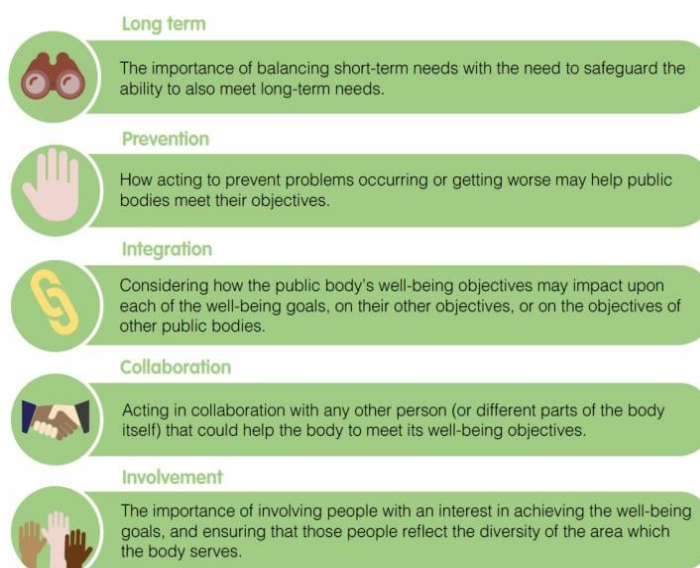 Long term
The importance of balancing short-term needs with the need to safeguard the
ability to also meet long-term needs.
Prevention
How acting to prevent problems occurring or getting worse may help public
bodies meet their objectives.
Integration
Considering how the public body's well-being objectives may impact upon
each of the well-being goals, on their other objectives, or on the objectives of
other public bodies.
Collaboration
Acting in collaboration with any other person (or different parts of the body
itself) that could help the body to meet its well-being objectives.
Involvement
The importance of involving people with an interest in achieving the well-being
goals, and ensuring that those people reflect the diversity of the area which
the body serves.